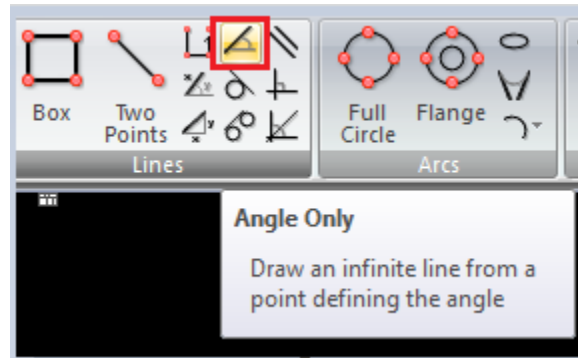 Box
Two
Points
Full
Circle
Flange
Lines
Arcs
Angle Only
Draw an infinite line from a
point defining the angle